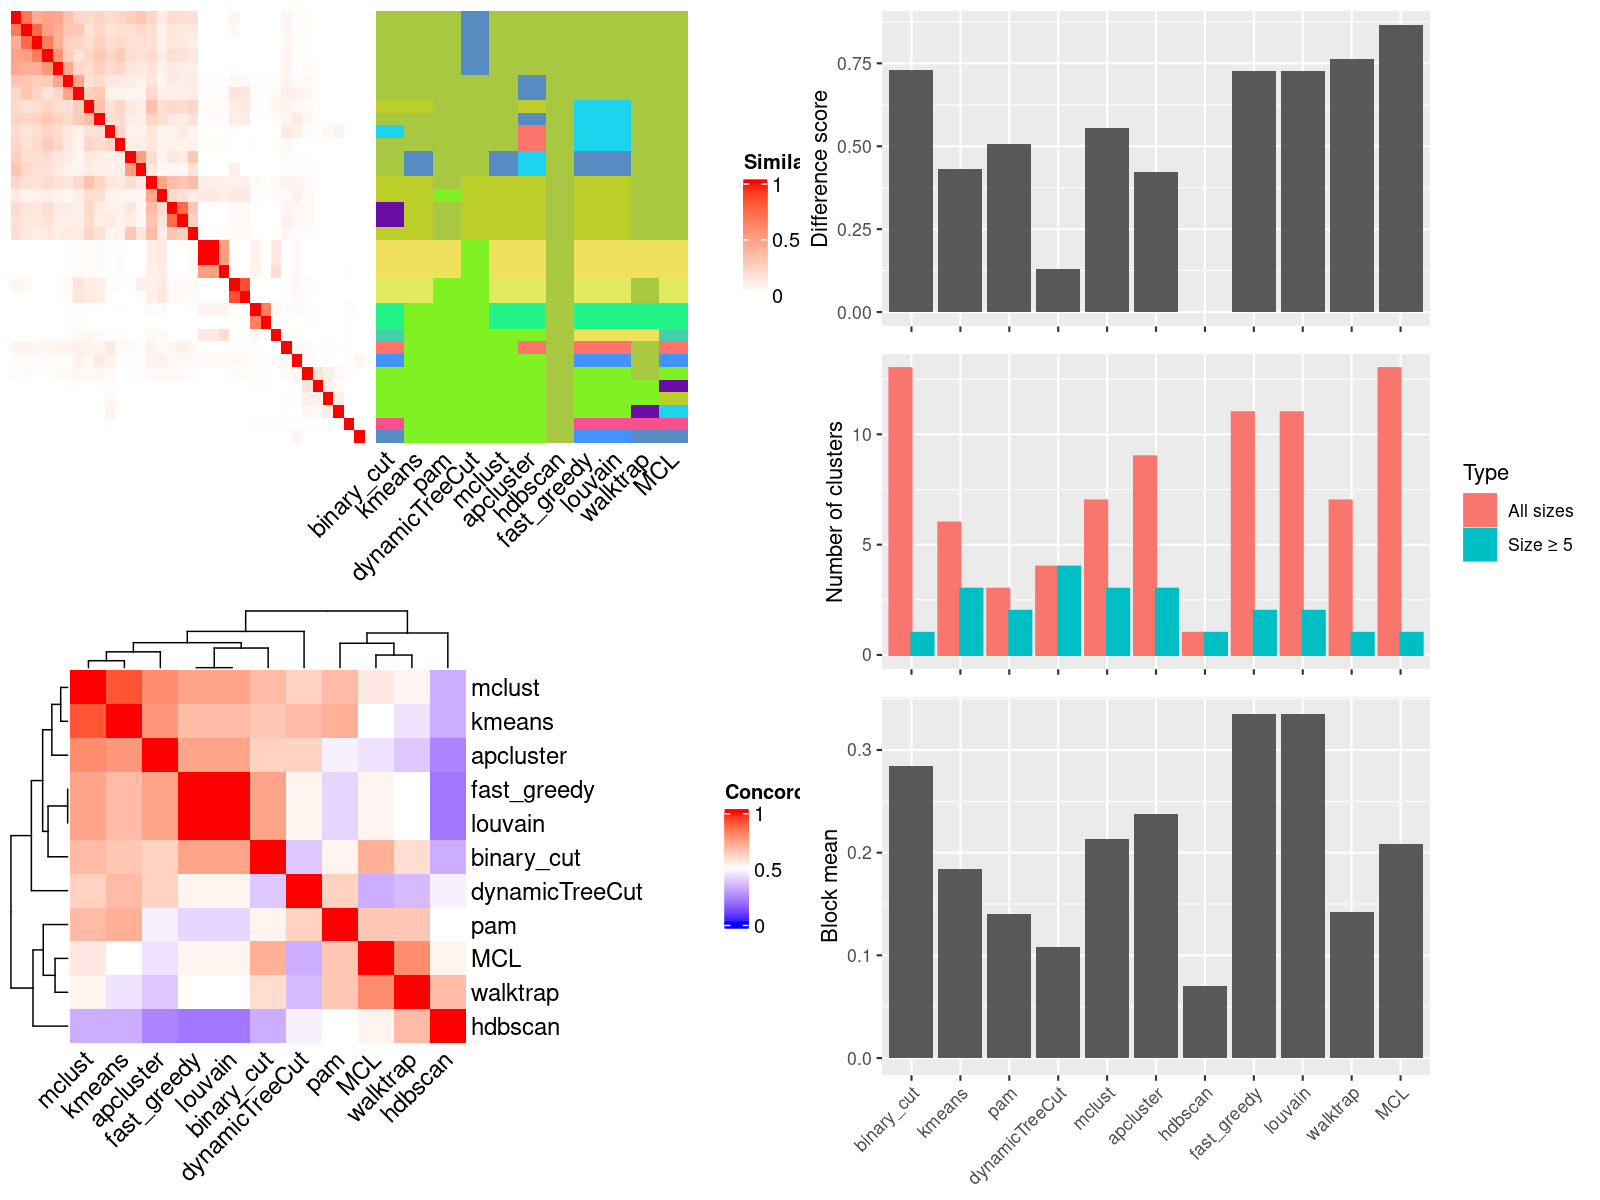 Simila
1
0.5
0
binary_cut
kmeans
pam
dynamicTreeCut
mclust
apcluster
hdbscan
fast_greedy
louvain
walktrap
MCL
mclust
kmeans
apcluster
fast_greedy
louvain
binary_cut
dynamicTreeCut
pam
MCL
walktrap
hdbscan
mclust
kmeans
apcluster
fast_greedy
louvain
binary_cut
dynamicTreeCut
pam
MCL
walktrap
hdbscan
Concord
1
0.5
0
Difference score
0.75
0.50
0.25
0.00
Number of clusters
10
5
0
Type
All sizes
Size ≥ 5
Block mean
0.3
0.2
0.1
0.0
binary_cut
kmeans
pam
dynamicTreeCut
mclust
apcluster
hdbscan
fast_greedy
louvain
walktrap
MCL